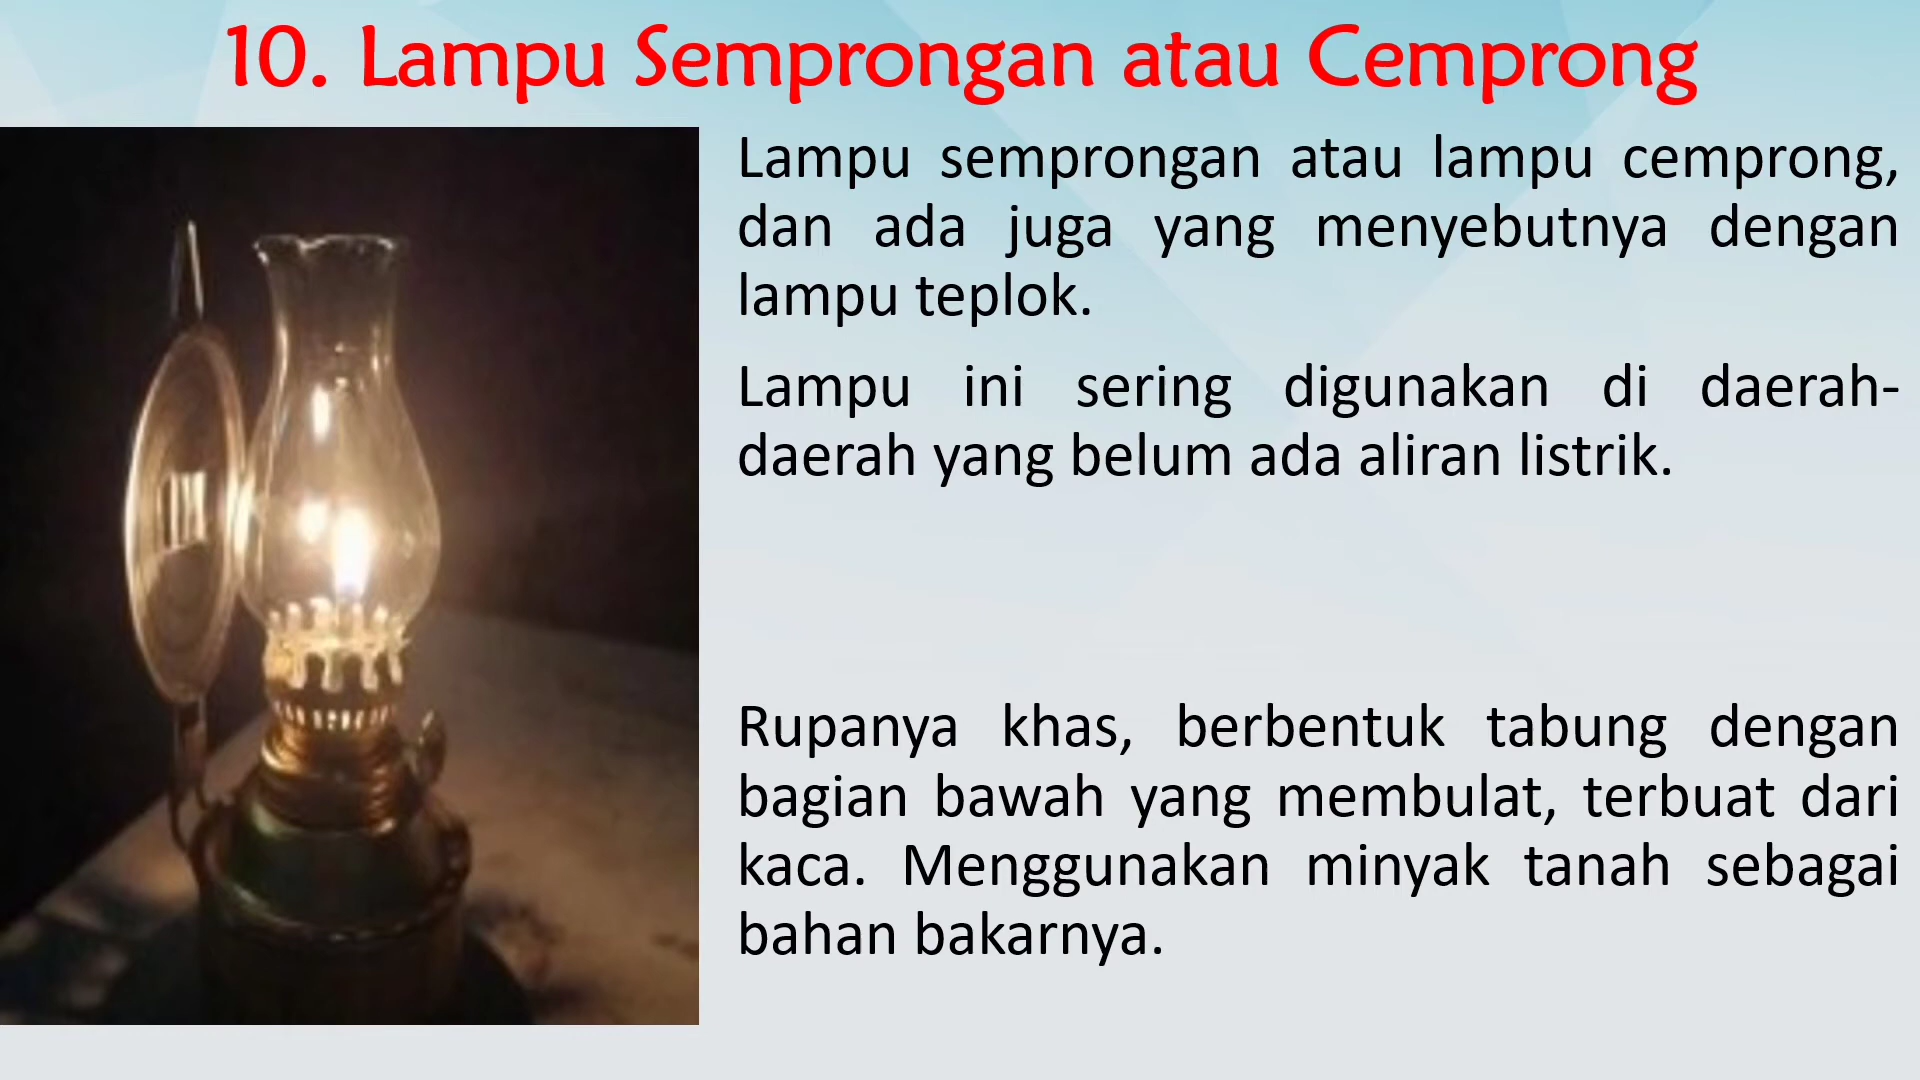 10. Lampu Semprongan atau Cemprong
Lampu semprongan atau lampu cemprong,
dan ada juga yang menyebutnya dengan
lampu teplok.
Lampu ini sering digunakan di daerah-
daerah yang belum ada aliran listrik.
Rupanya khas, berbentuk tabung dengan
bagian bawah yang membulat, terbuat dari
kaca. Menggunakan minyak tanah sebagai
bahan bakarnya.